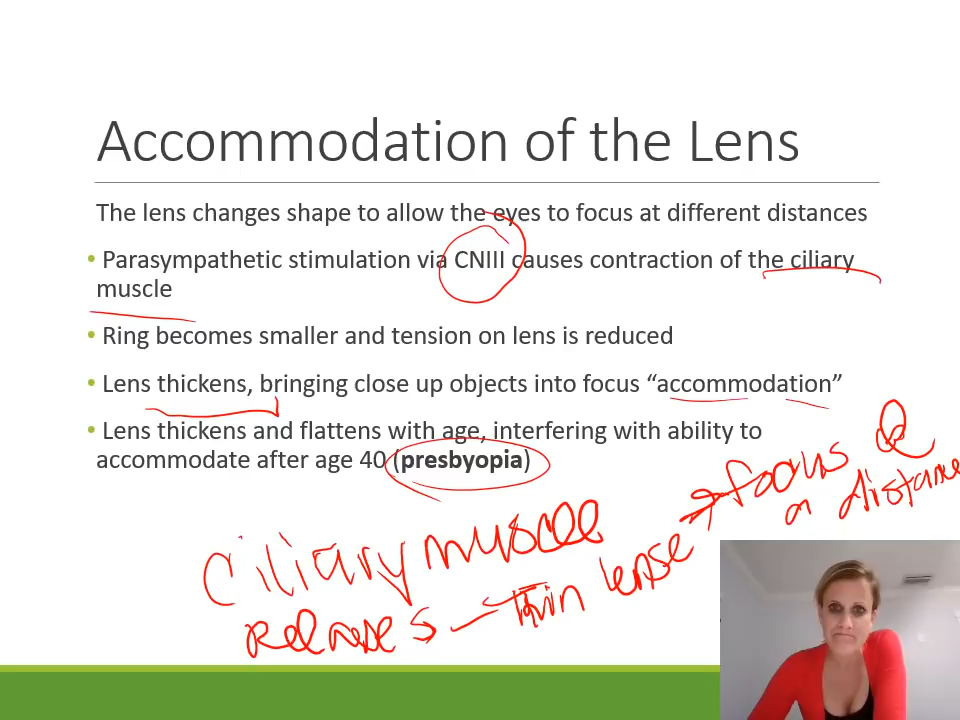 Accommodation of the Lens
The lens changes shape to allow the eyes to focus at different distances
• Parasympathetic stimulation via CNIII causes contraction of the ciliary
muscle
• Ring becomes smaller and tension on lens is reduced
• Lens thickens, bringing close up objects into focus “accommodation”
• Lens thickens and flattens with age, interfering with ability to
accommodate after age 40 (presbyopia)
Ciliary muscle
thin lense → focus
on distance